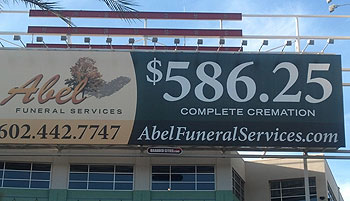 Abel
FUNERAL SERVICES
602.442.7747
$586.25
COMPLETE CREMATION
AbelFuneralServices.com